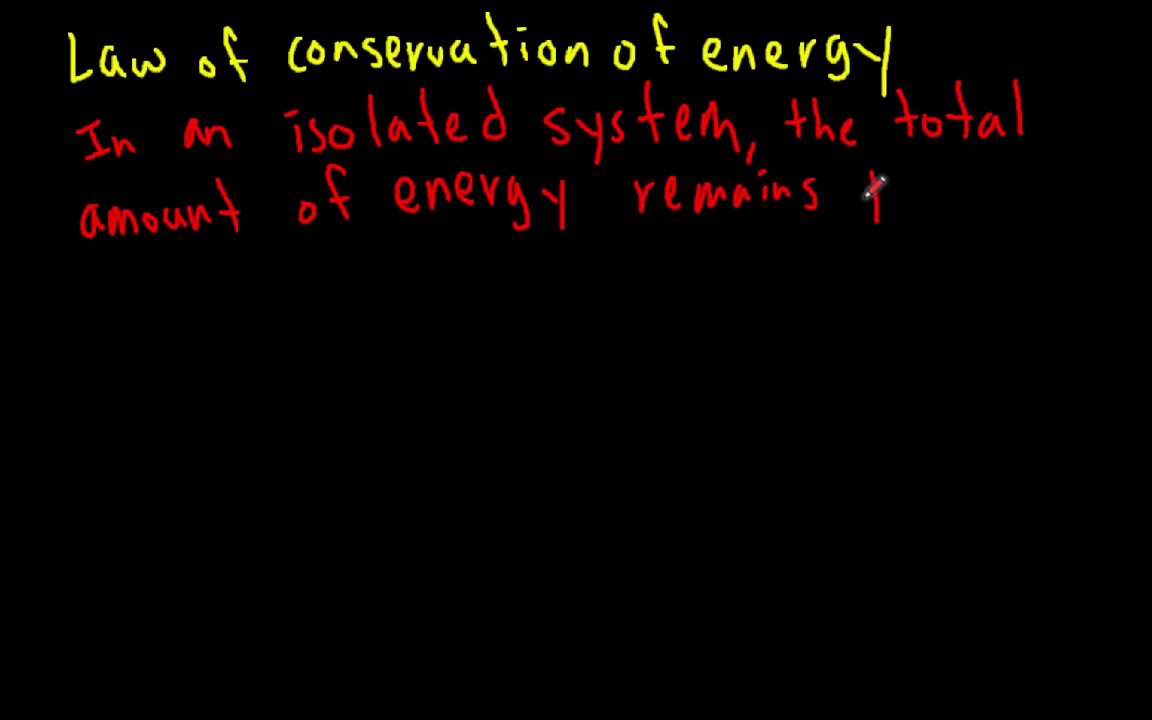 Law of conservation of energy
In an isolated system, the total
amount of energy remains